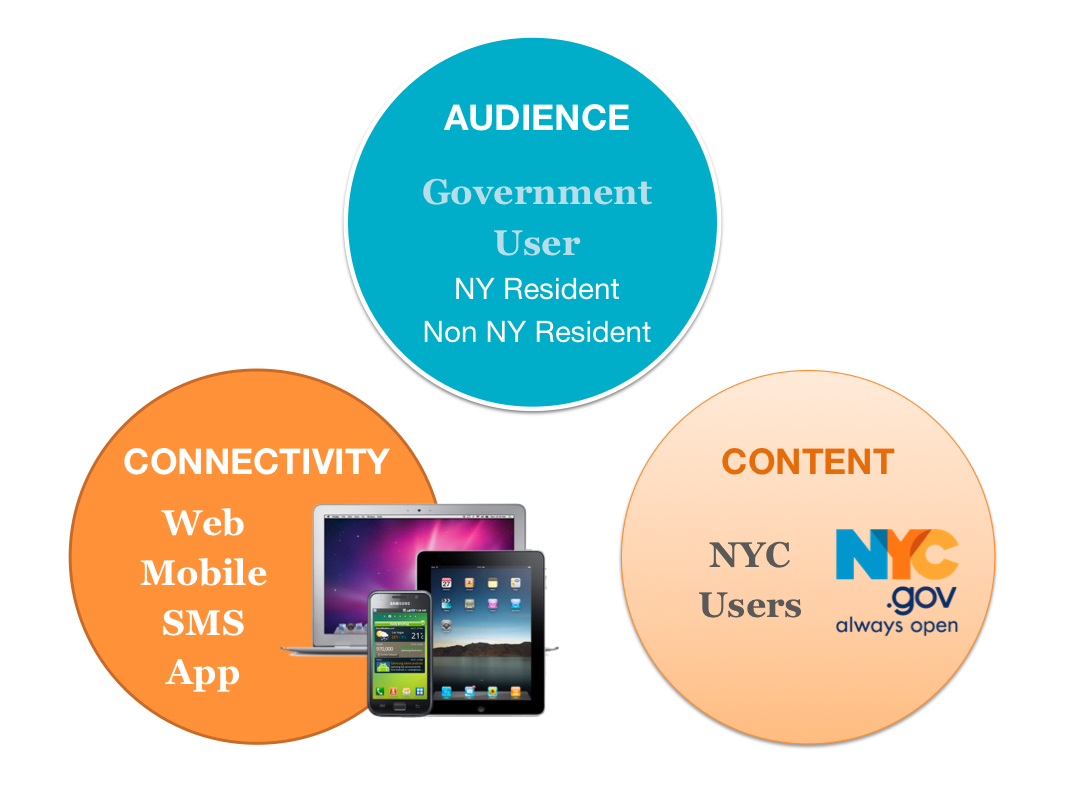 AUDIENCE
Government
User
NY Resident
Non NY Resident
CONNECTIVITY
Web
Mobile
SMS
App
SAMSUNG
CONTENT
NYC
Users
NYC
.gov
always open